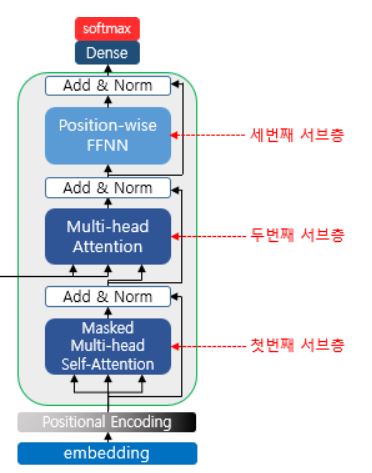 softmax
Dense
Add & Norm
Position-wise
FFNN
세번째 서브층
Add & Norm
Multi-head
Attention
두번째 서브층
Add & Norm
Masked
Multi-head
Self-Attention
첫번째 서브층
Positional Encoding
embedding